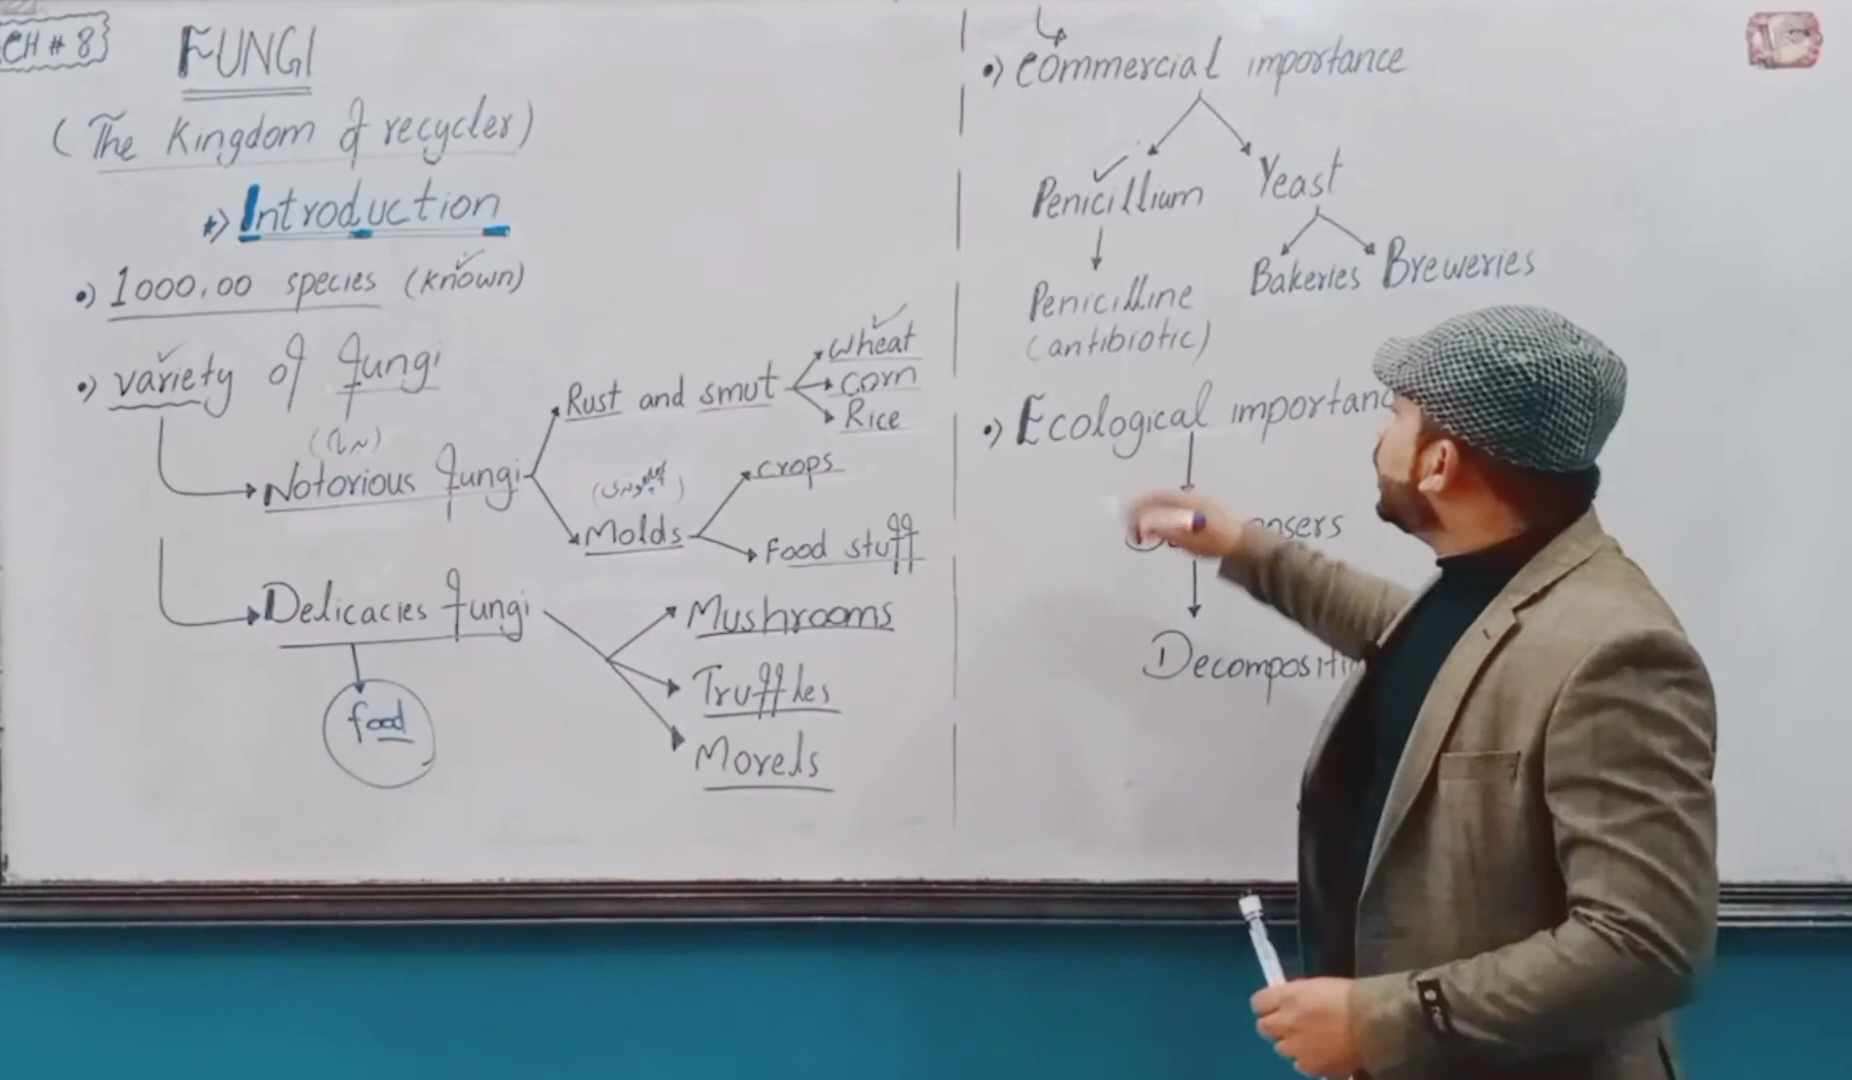 CH # 8
FUNGI
(The Kingdom of recycler)
*) Introduction
•) 1000,00 species (known)
•) variety of fungi
Notorious fungi
Rust and smut
Wheat
corn
Rice
Molds
crops
Food stuff
Delicacies fungi
food
Mushrooms
Truffles
Morels
•) commercial importance
Penicillium
Penicilline
(antibiotic)
Yeast
Bakeries
Breweries
•) Ecological importanc
Decompositi